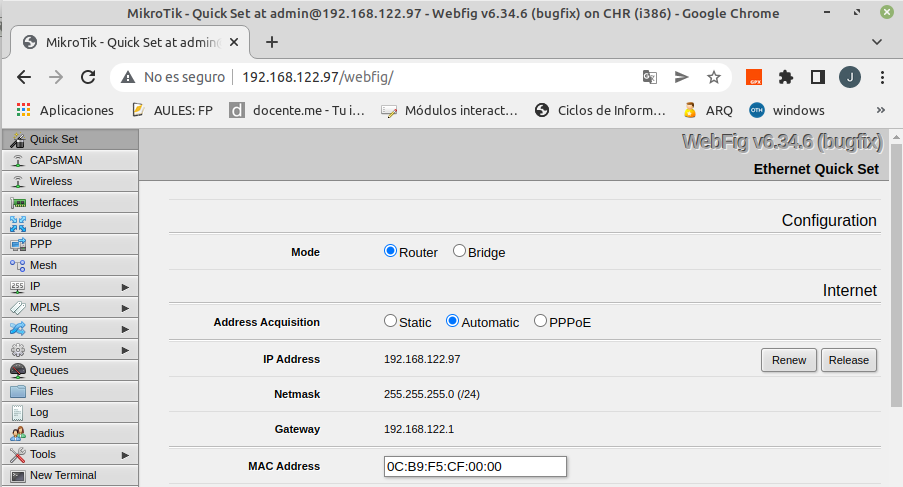 MikroTik - Quick Set at admin@192.168.122.97 - Webfig v6.34.6 (bugfix) on CHR (i386) - Google Chrome
MikroTik - Quick Set at admin@
No es seguro 192.168.122.97/webfig/
GPX J
Aplicaciones AULES: FP d docente.me - Tu i... Módulos interact... Ciclos de Inform... ARQ OTH windows »
WebFig v6.34.6 (bugfix)
Ethernet Quick Set
Quick Set
CAPsMAN
Wireless
Interfaces
Bridge
PPP
Mesh
255 IP
MPLS
Routing
System
Queues
Files
Log
Radius
Tools
New Terminal
Configuration
Mode Router Bridge
Internet
Address Acquisition Static Automatic PPPoE
IP Address 192.168.122.97 Renew Release
Netmask 255.255.255.0 (/24)
Gateway 192.168.122.1
MAC Address 0C:B9:F5:CF:00:00